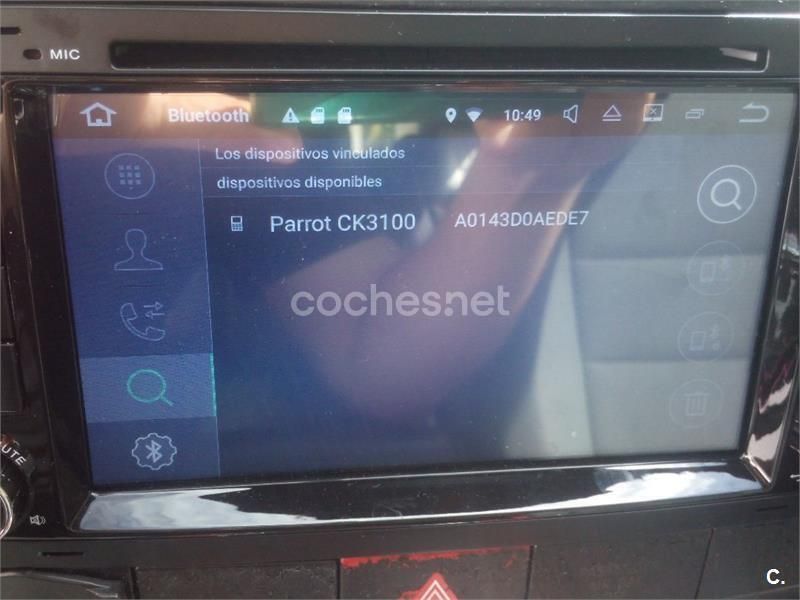 MIC
Bluetooth 10:49
Los dispositivos vinculados
dispositivos disponibles
Parrot CK3100 A0143D0AEDE7
coches.net
UTE
C.